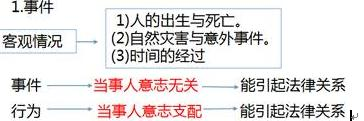 1.事件
1)人的出生与死亡。
客观情况
(2)自然灾害与意外事件。
(3)时间的经过
事件 当事人意志无关 能引起法律关系
行为 当事人意志支配 能引起法律关系